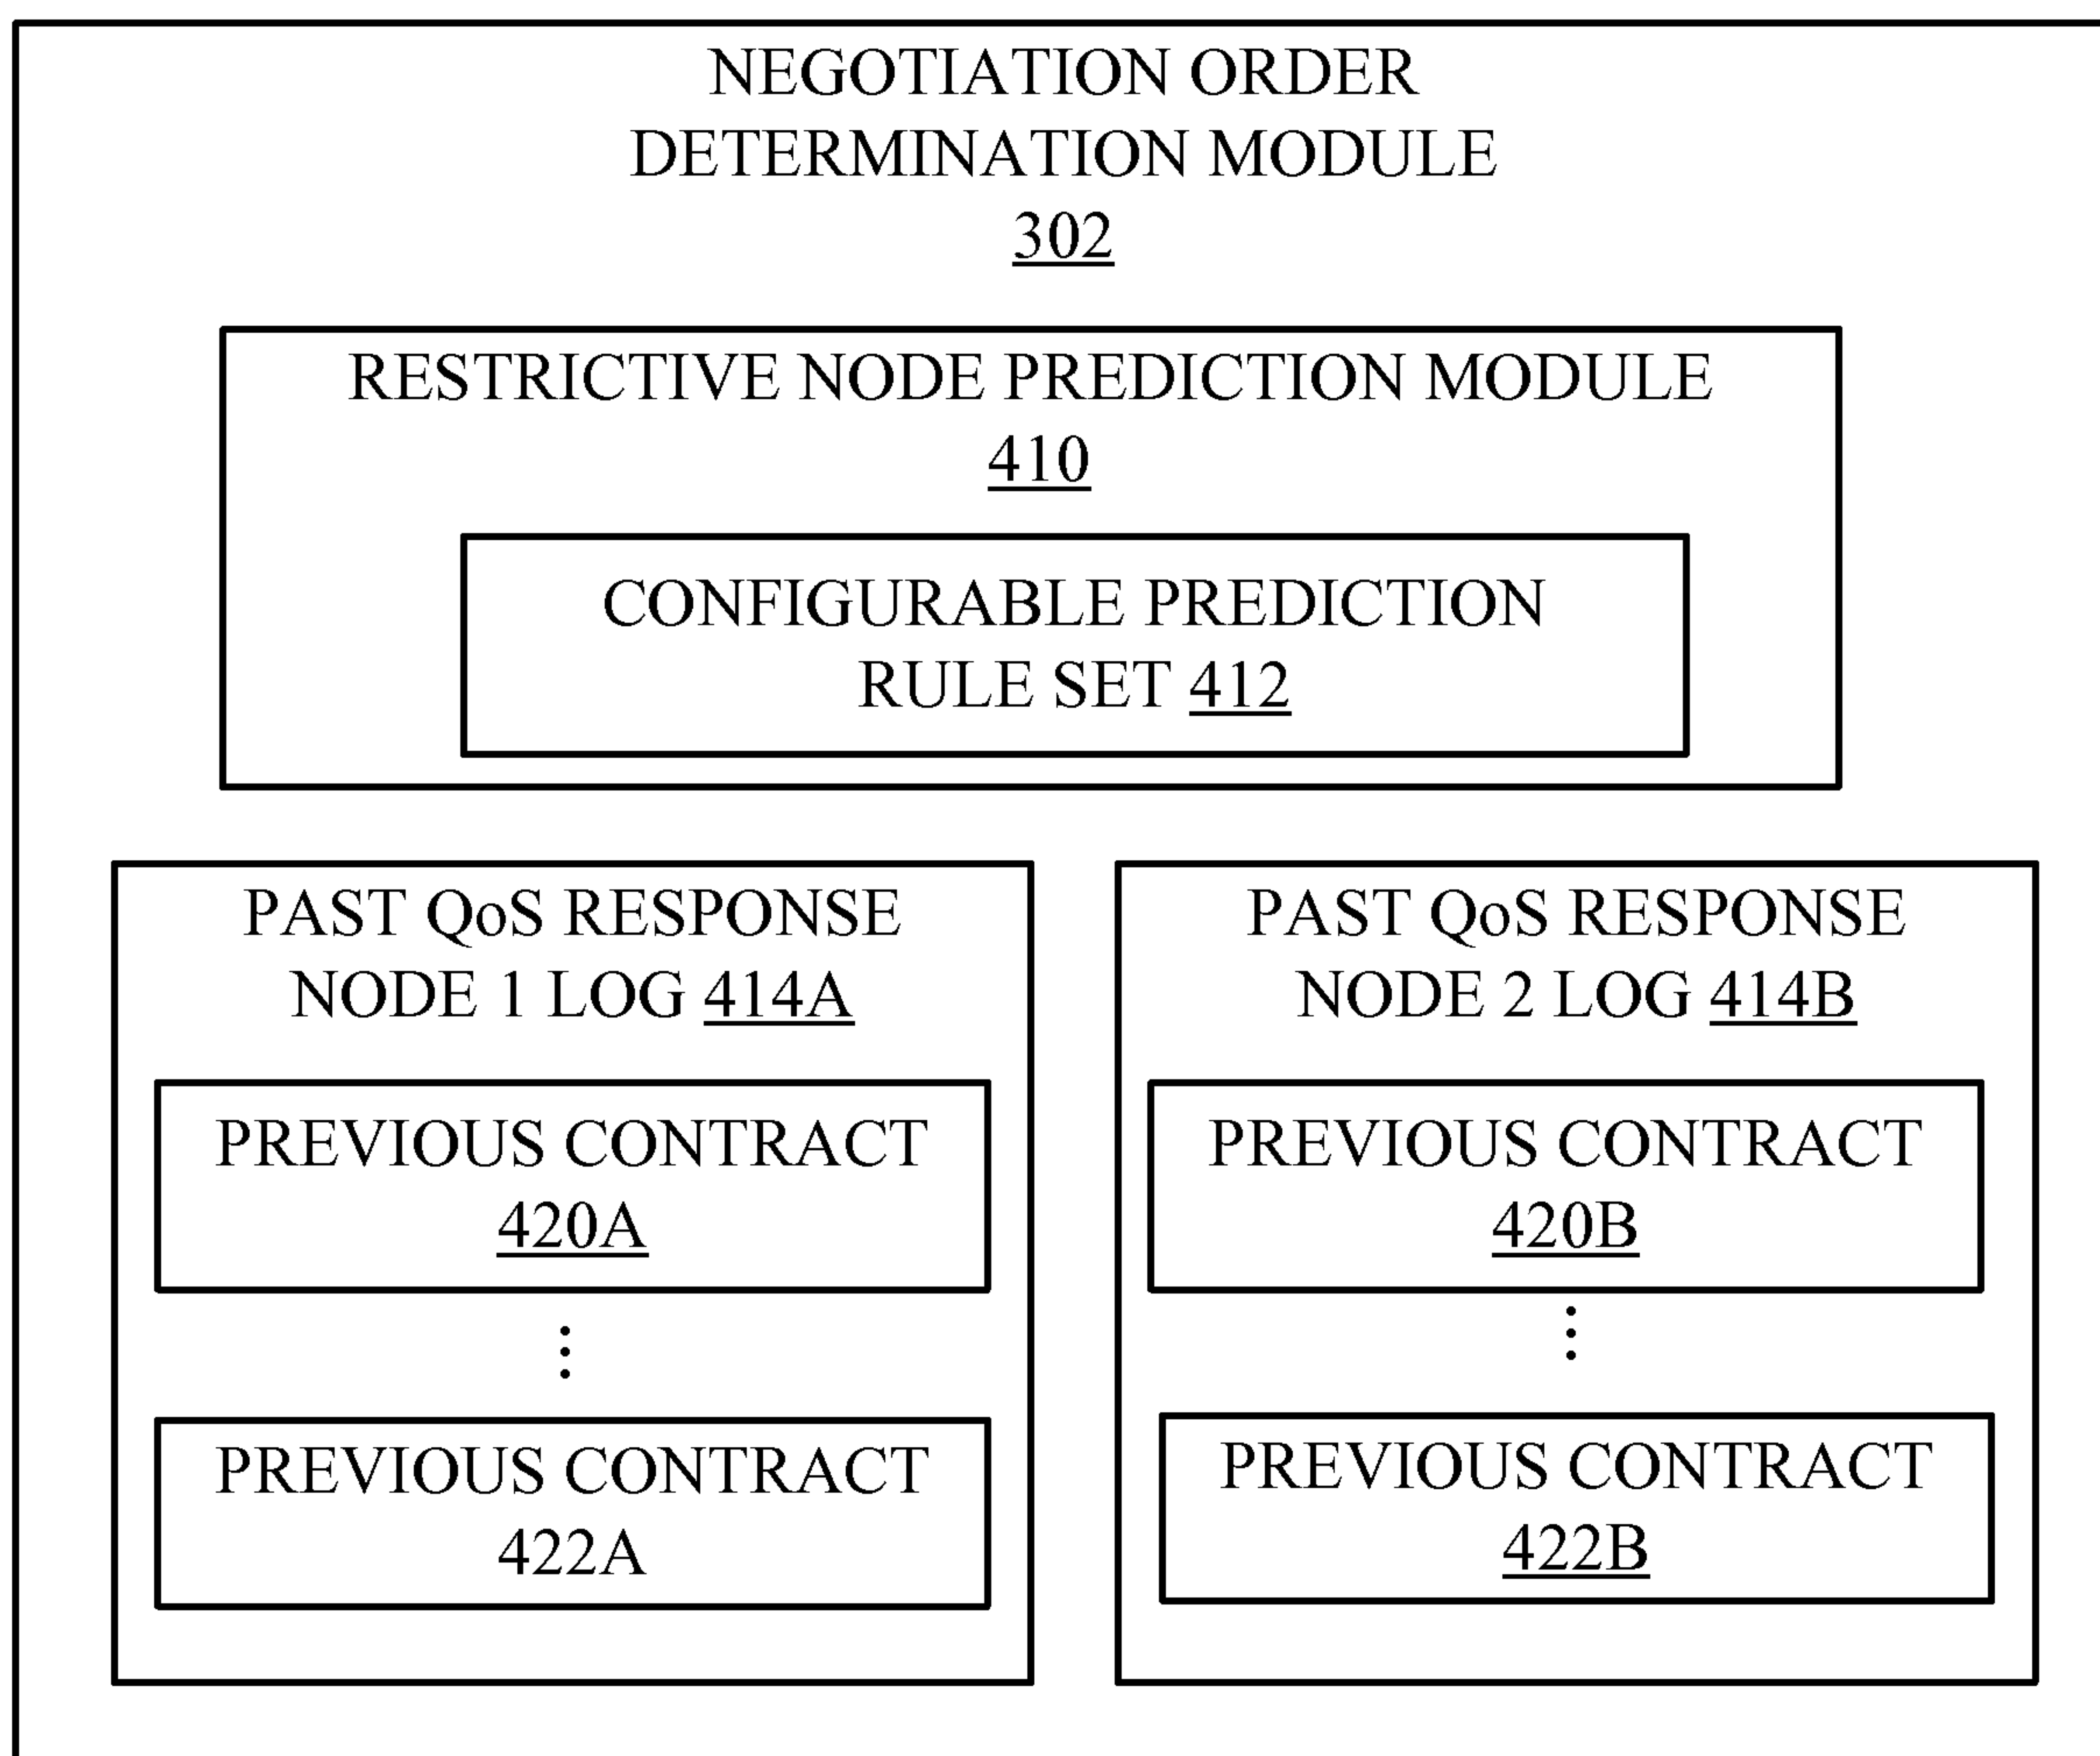 NEGOTIATION ORDER
DETERMINATION MODULE
302
RESTRICTIVE NODE PREDICTION MODULE
410
CONFIGURABLE PREDICTION
RULE SET 412
PAST QoS RESPONSE
NODE 1 LOG 414A
PREVIOUS CONTRACT
420A
PREVIOUS CONTRACT
422A
PAST QoS RESPONSE
NODE 2 LOG 414B
PREVIOUS CONTRACT
420B
PREVIOUS CONTRACT
422B